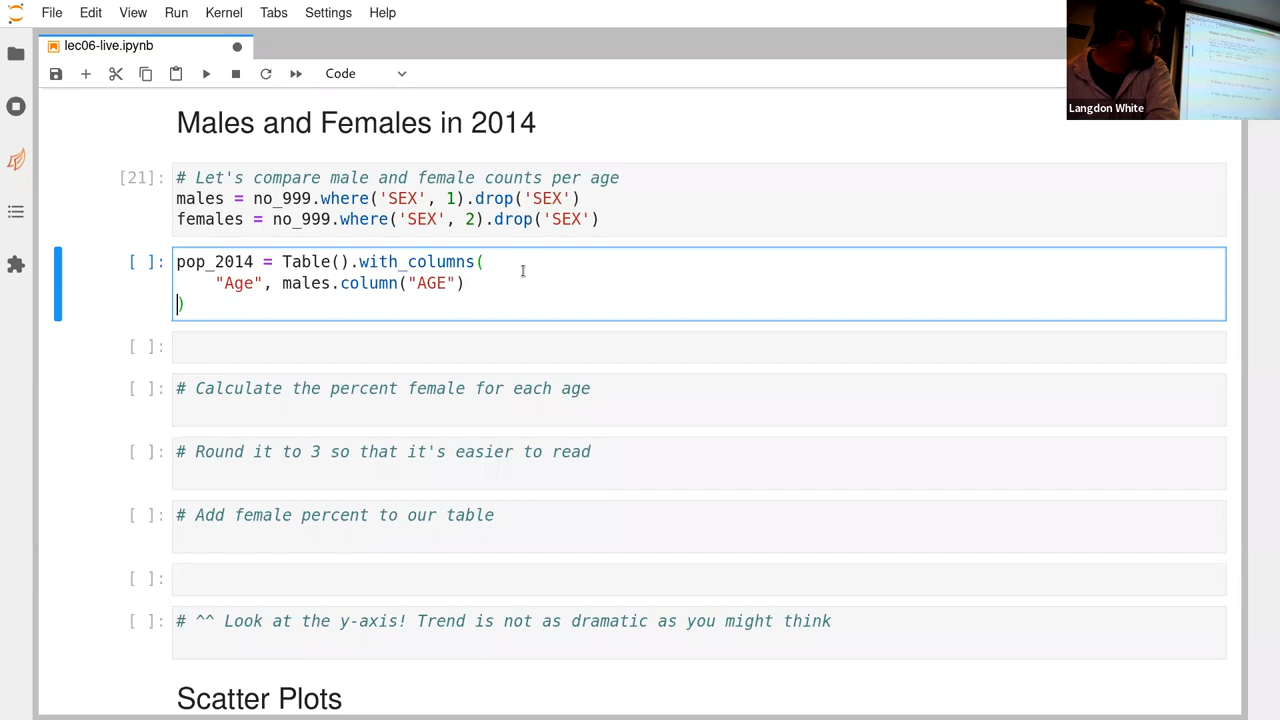 File Edit View Run Kernel Tabs Settings Help
lec06-live.ipynb
Code
Langdon White
Males and Females in 2014
[21]: # Let's compare male and female counts per age
males = no_999.where('SEX', 1).drop('SEX')
females = no_999.where('SEX', 2).drop('SEX')
[ ]: pop_2014 = Table().with_columns(
"Age", males.column("AGE")
)
[ ]:
[ ]: # Calculate the percent female for each age
[ ]: # Round it to 3 so that it's easier to read
[ ]: # Add female percent to our table
[ ]:
[ ]: # ^^ Look at the y-axis! Trend is not as dramatic as you might think
Scatter Plots